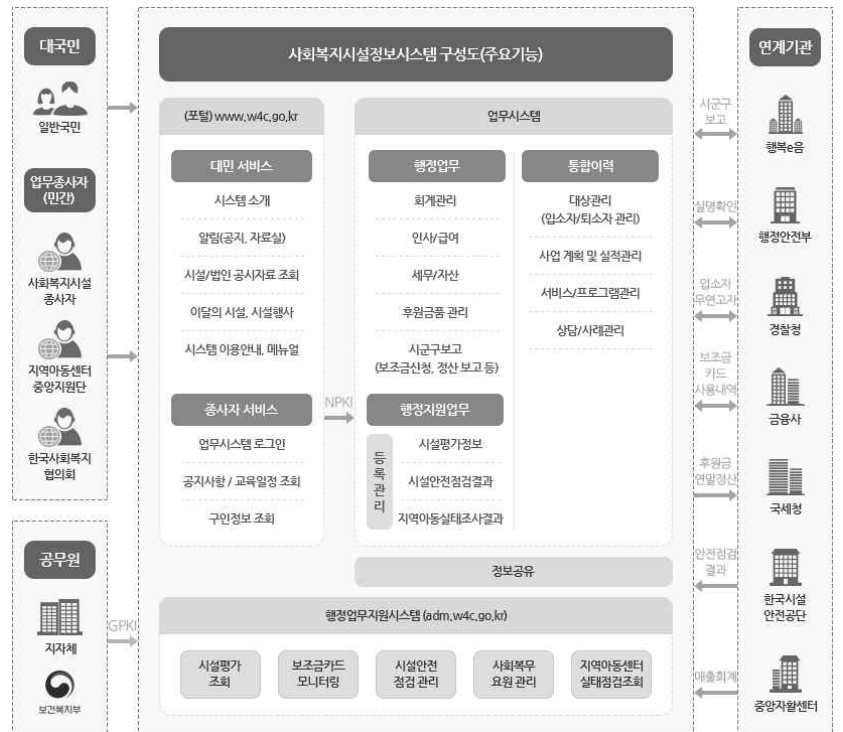 대국민
일반국민
업무종사자
(민간)
사회복지시설
종사자
지역아동센터
중앙지원단
한국사회복지
협의회
공무원
지자체
보건복지부
GPKI
사회복지시설정보시스템 구성도(주요기능)
(포털) www.w4c.go.kr
대민 서비스
시스템 소개
알림(공지, 자료실)
시설/법인 공시자료 조회
이달의 시설, 시설행사
시스템 이용안내, 메뉴얼
종사자 서비스
업무시스템 로그인
공지사항 / 교육일정 조회
구인정보 조회
NPKI
업무시스템
행정업무
회계관리
인사/급여
세무/자산
후원금품 관리
시군구보고
(보조금신청, 정산 보고 등)
행정지원업무
등록관리
시설평가정보
시설안전점검결과
지역아동실태조사결과
통합이력
대상관리
(입소자/퇴소자 관리)
사업 계획 및 실적관리
서비스/프로그램관리
상담/사례관리
정보공유
행정업무지원시스템 (adm.w4c.go.kr)
시설평가
조회
보조금카드
모니터링
시설안전
점검 관리
사회복무
요원 관리
지역아동센터
실태점검조회
연계기관
시군구
보고
행복e음
실명확인
행정안전부
입소자
무연고자
경찰청
보조금
카드
사용내역
금융사
후원금
연말정산
국세청
안전점검
결과
한국시설
안전공단
매출회계
중앙자활센터